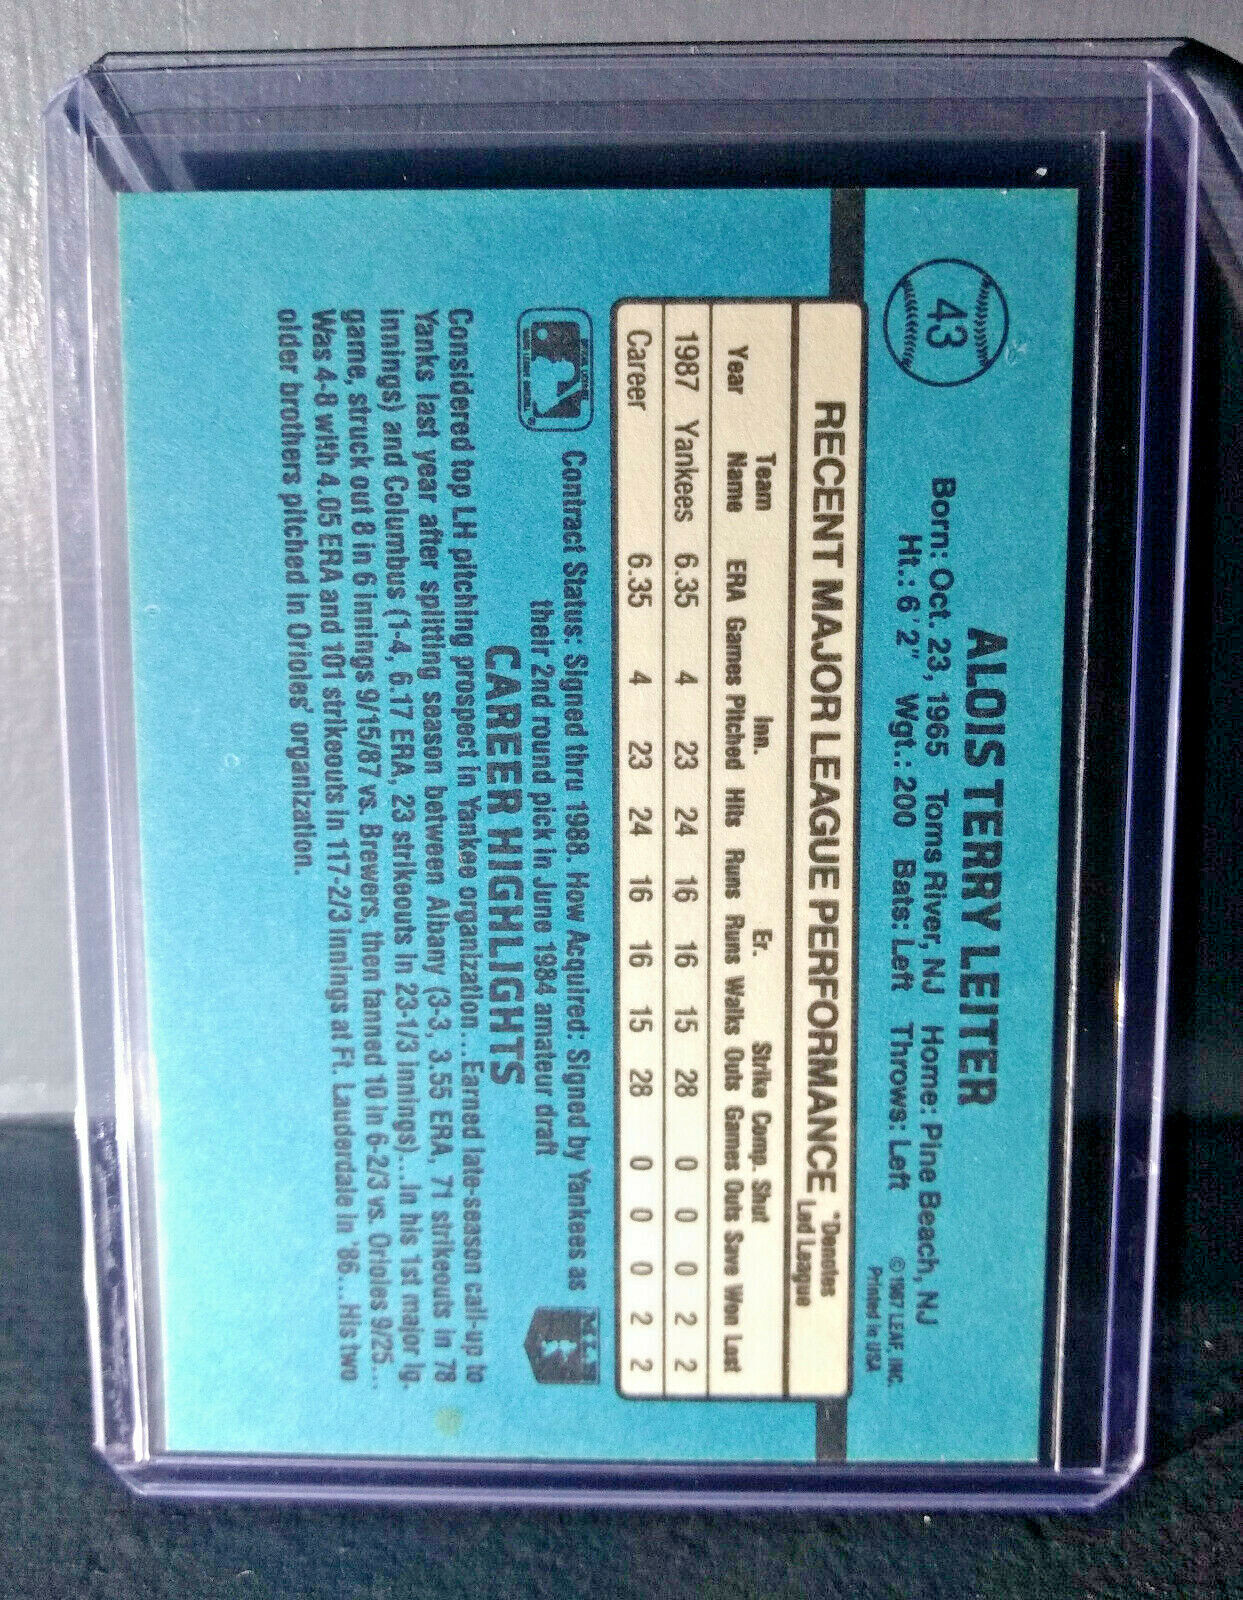 43
ALOIS TERRY LEITER
Born: Oct. 23, 1965 Toms River, NJ Home: Pine Beach, NJ
Ht.: 6'2" Wgt.: 200 Bats: Left Throws: Left
©1987 LEAF, INC.
Printed in USA
RECENT MAJOR LEAGUE PERFORMANCE *Denotes Led League
Team Inn. Er. Strike Comp. Shut
Year Name ERA Games Pitched Hits Runs Runs Walks Outs Games Outs Save Won Lost
1987 Yankees 6.35 4 23 24 16 16 15 28 0 0 0 2 2
Career 6.35 4 23 24 16 16 15 28 0 0 0 2 2
Contract Status: Signed thru 1988. How Acquired: Signed by Yankees as
their 2nd round pick in June 1984 amateur draft
CAREER HIGHLIGHTS
Considered top LH pitching prospect in Yankee organization...Earned late-season call-up to
Yanks last year after splitting season between Albany (3-3, 3.55 ERA, 71 strikeouts in 78
innings) and Columbus (1-4, 6.17 ERA, 23 strikeouts in 23-1/3 innings)...In his 1st major lg.
game, struck out 8 in 6 innings 9/15/87 vs. Brewers, then fanned 10 in 6-2/3 vs. Orioles 9/25...
Was 4-8 with 4.05 ERA and 101 strikeouts in 117-2/3 innings at Ft. Lauderdale in '86...His two
older brothers pitched in Orioles' organization.